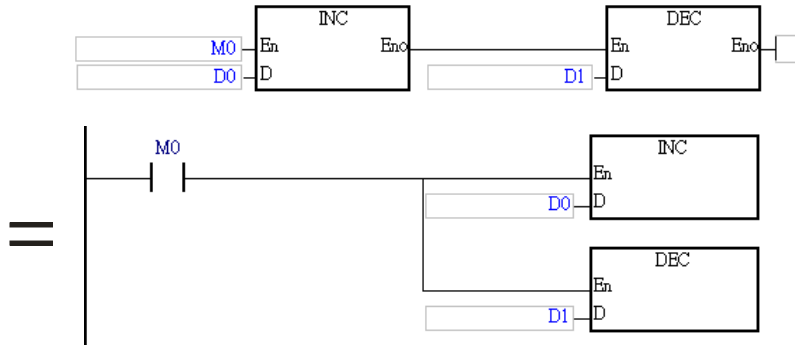 INC DEC
M0 En Eno En Eno
D0 D D1 D
M0 INC
En
D0 D
= DEC
En
D1 D